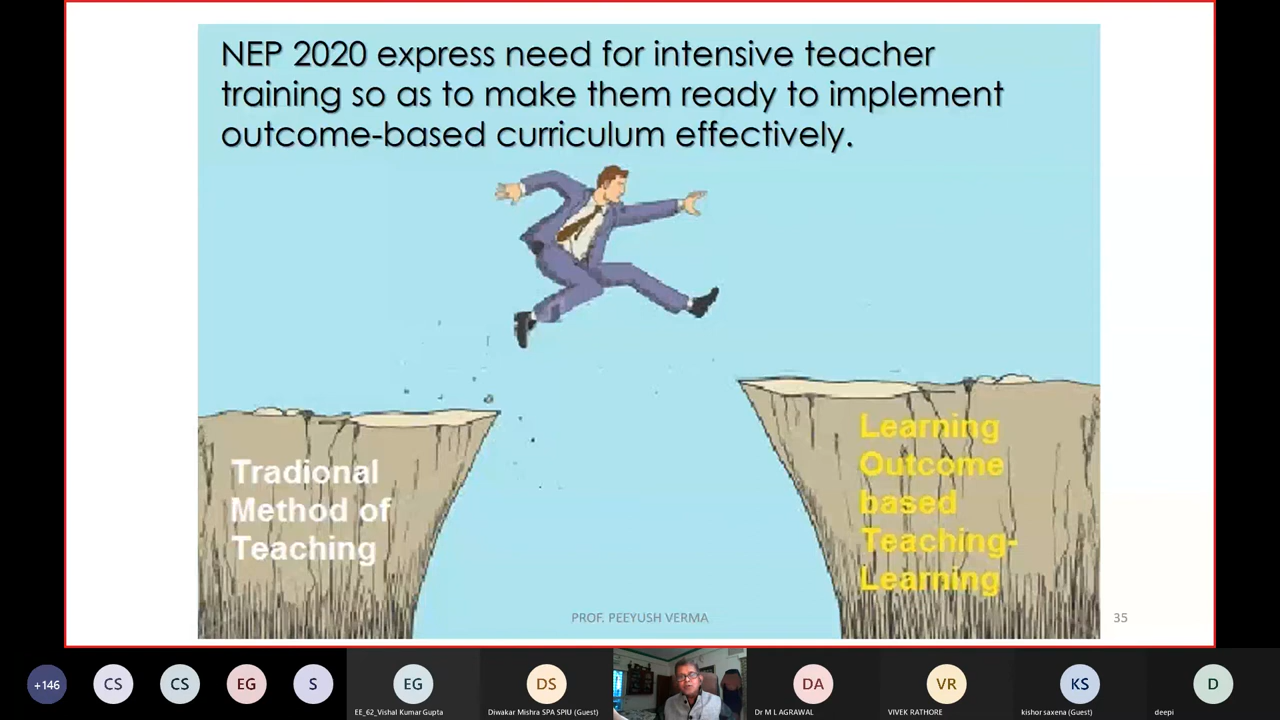 NEP 2020 express need for intensive teacher
training so as to make them ready to implement
outcome-based curriculum effectively.
Tradional
Method of
Teaching
Learning
Outcome
based
Teaching-
Learning
PROF. PEEYUSH VERMA
35
+146
CS
CS
EG
S
EG
EE_62_Vishal Kumar Gupta
DS
Diwakar Mishra SPA SPIU (Guest)
DA
Dr M L AGRAWAL
VR
VIVEK RATHORE
KS
kishor saxena (Guest)
D
deepi